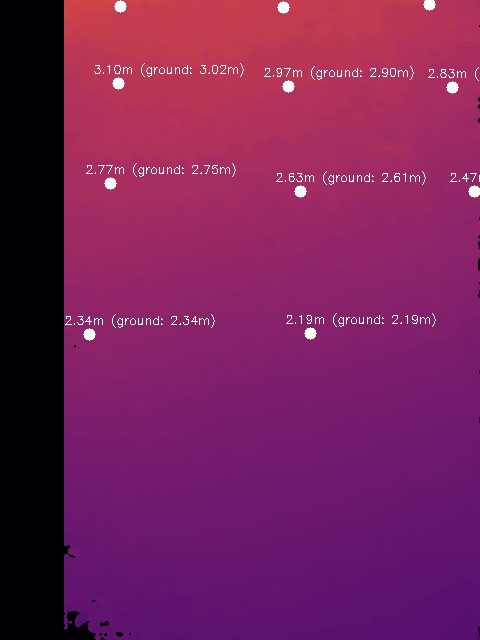 3.10m (ground: 3.02m)
2.97m (ground: 2.90m)
2.83m (
2.77m (ground: 2.75m)
2.63m (ground: 2.61m)
2.47
2.34m (ground: 2.34m)
2.19m (ground: 2.19m)